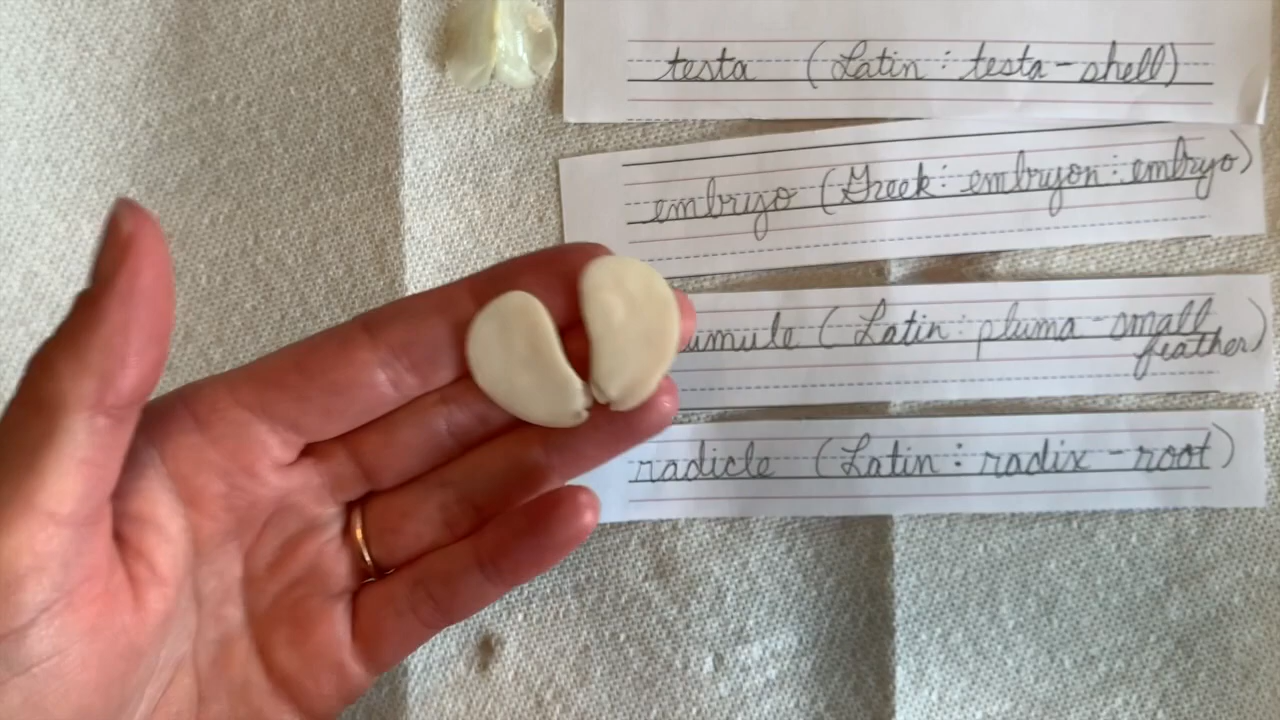 testa (Latin: testa-shell)
embryo (Greek: embryon: embryo)
umule (Latin: pluma-small
feather)
radicle (Latin: radix-root)